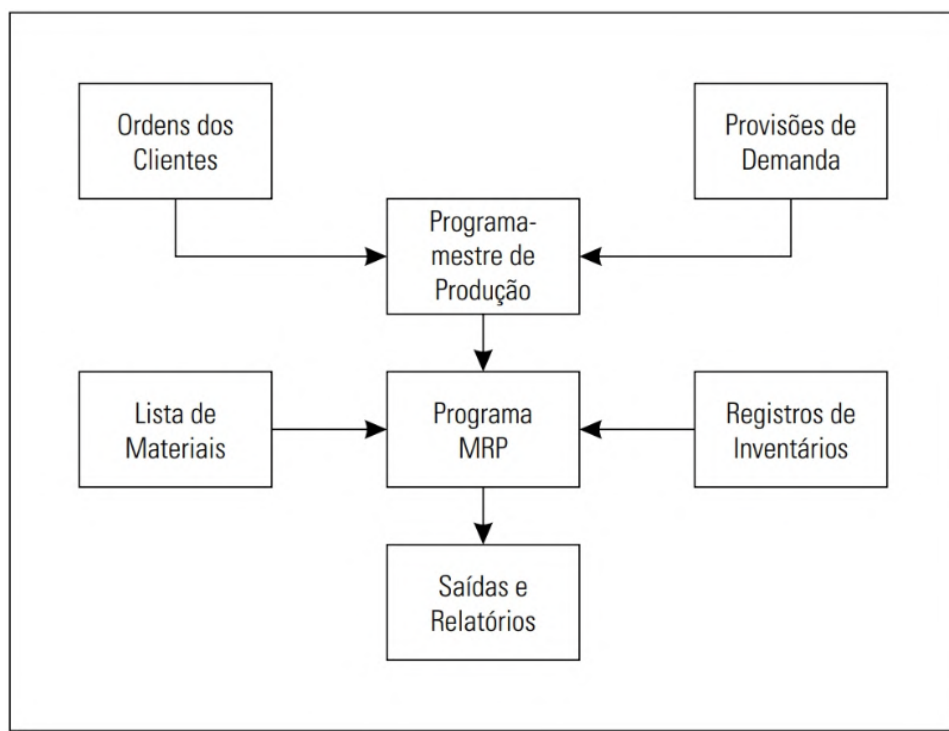 Ordens dos
Clientes
Provisões de
Demanda
Programa-
mestre de
Produção
Lista de
Materiais
Programa
MRP
Registros de
Inventários
Saídas e
Relatórios